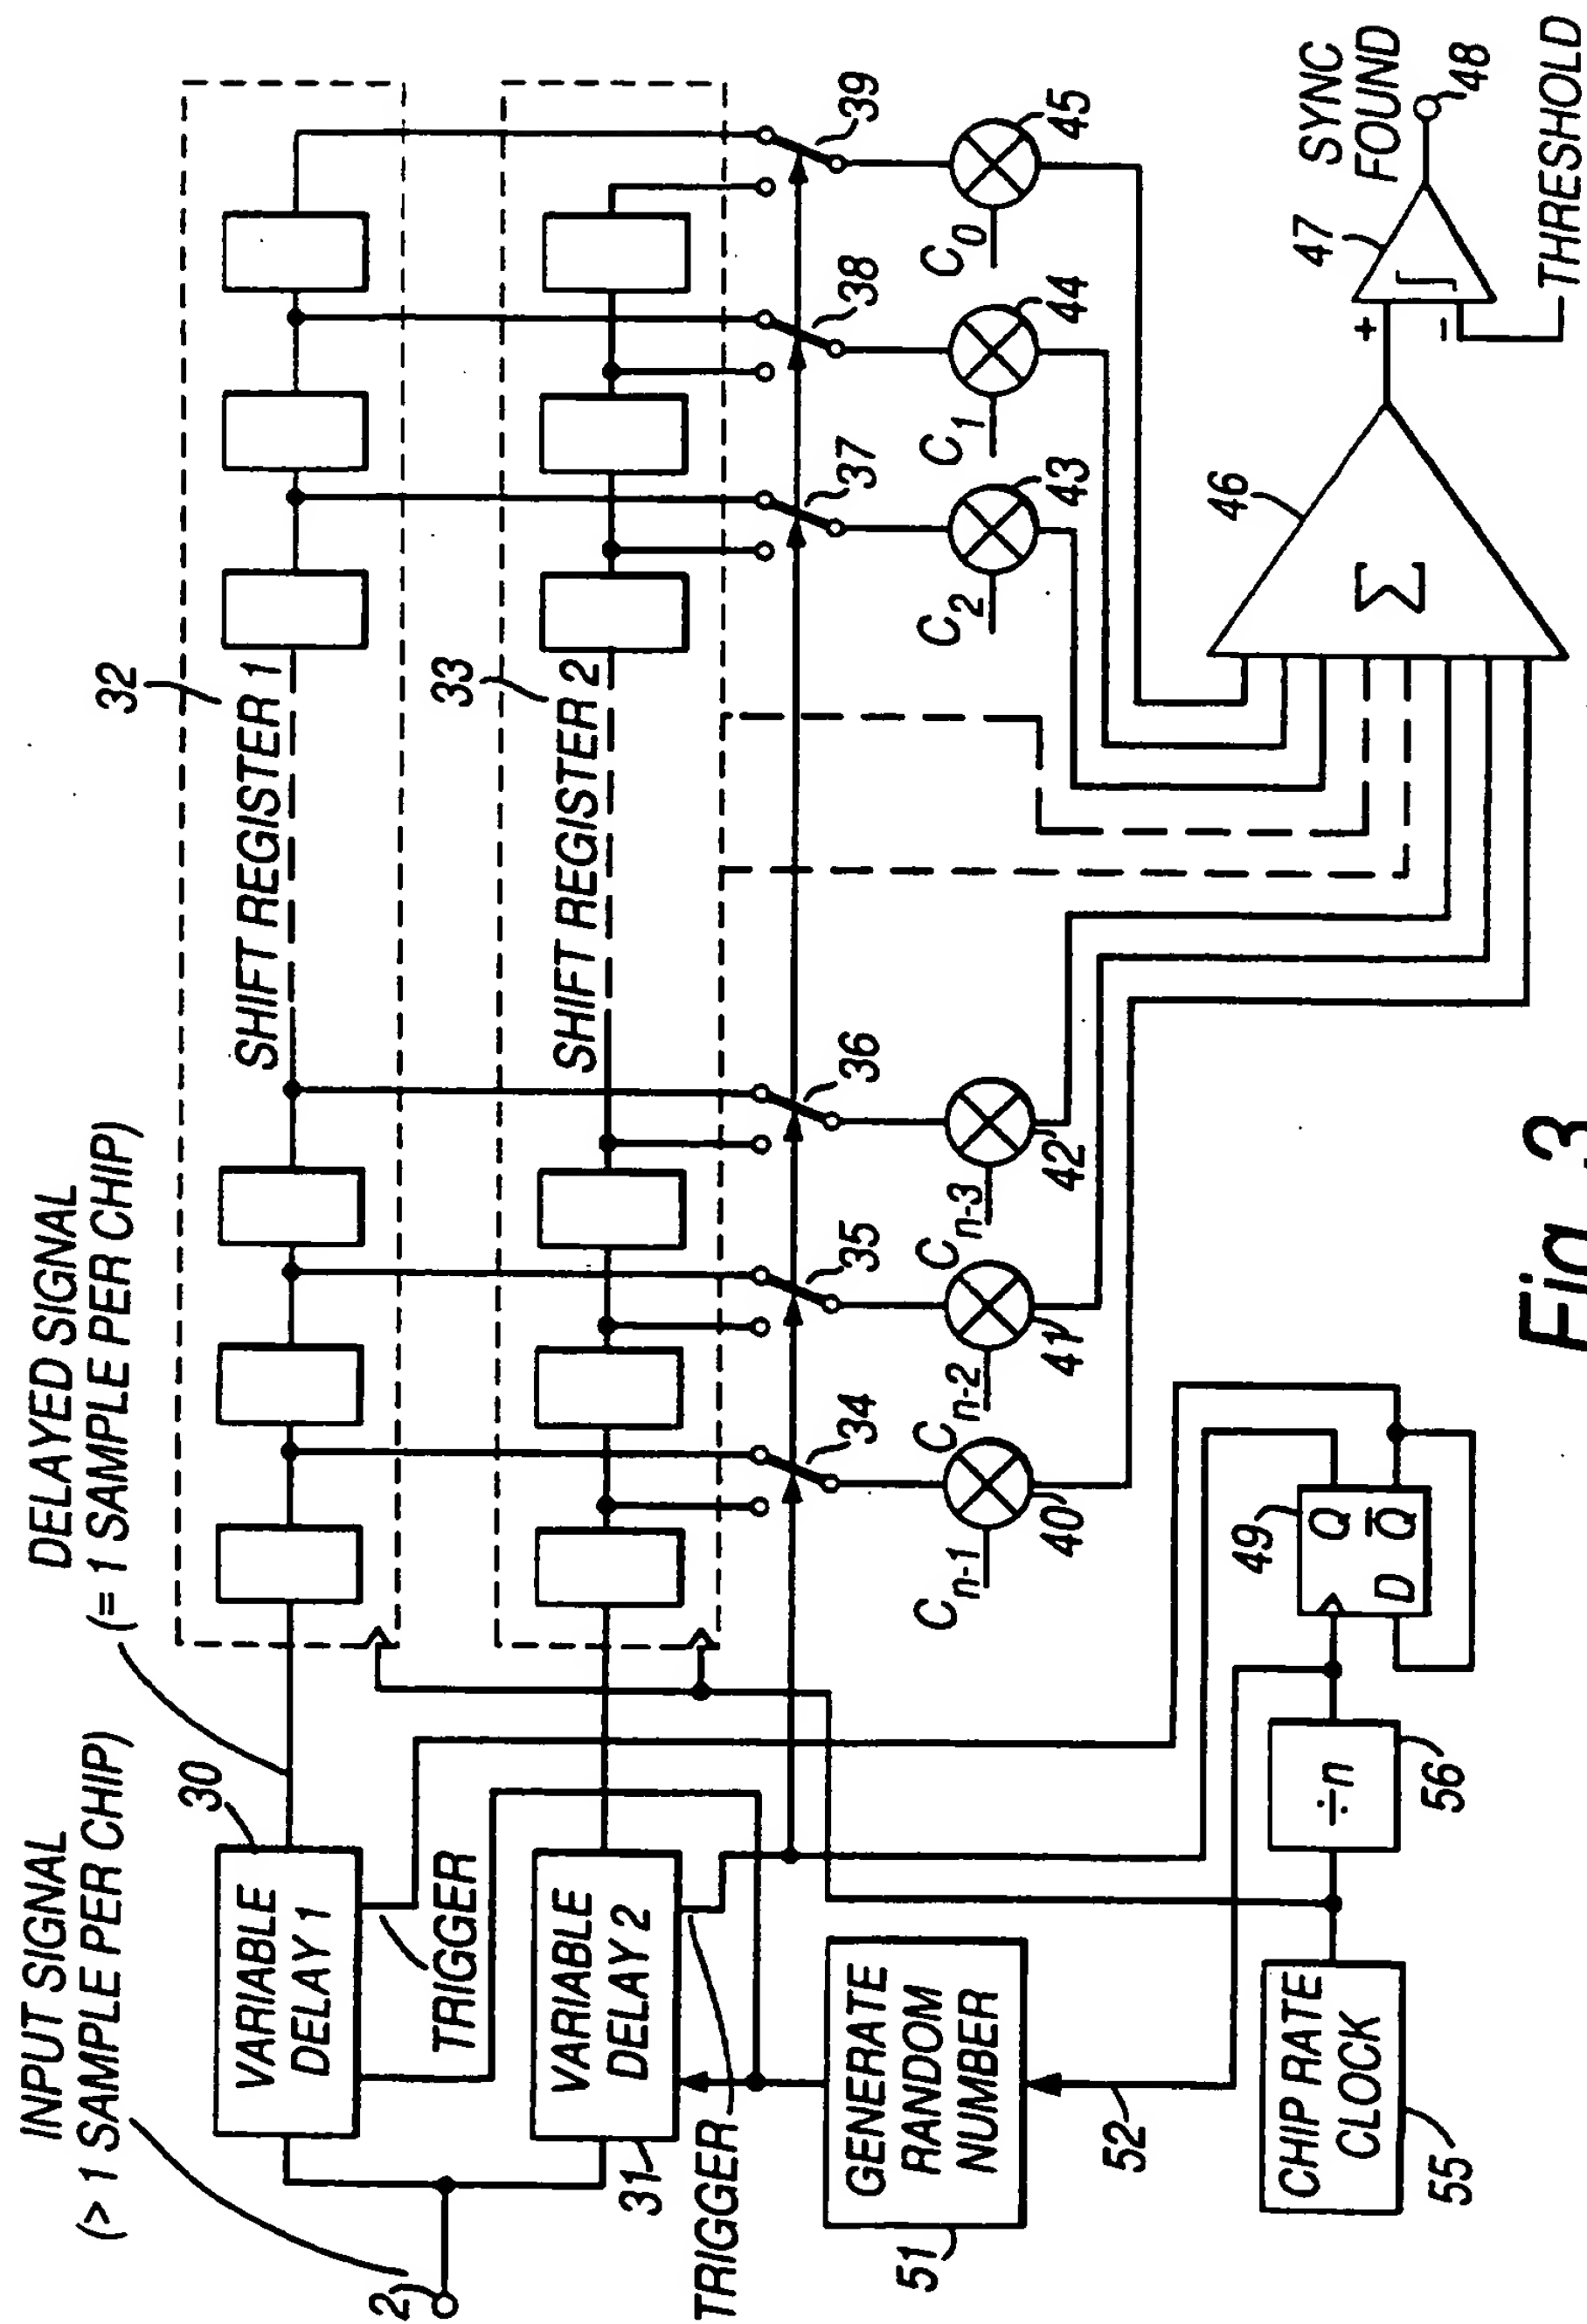 INPUT SIGNAL
(> 1 SAMPLE PER CHIP)
DELAYED SIGNAL
(= 1 SAMPLE PER CHIP)
2
30
VARIABLE
DELAY 1
TRIGGER
31
VARIABLE
DELAY 2
TRIGGER
32
SHIFT REGISTER 1
33
SHIFT REGISTER 2
34
35
36
37
38
39
Cn-1
Cn-2
Cn-3
C2
C1
C0
40
41
42
43
44
45
51
GENERATE
RANDOM
NUMBER
52
CHIP RATE
CLOCK
55
÷n
56
49
Q
D Q̅
46
Σ
+
−
47
∫
SYNC
FOUND
48
THRESHOLD
Fig. 3